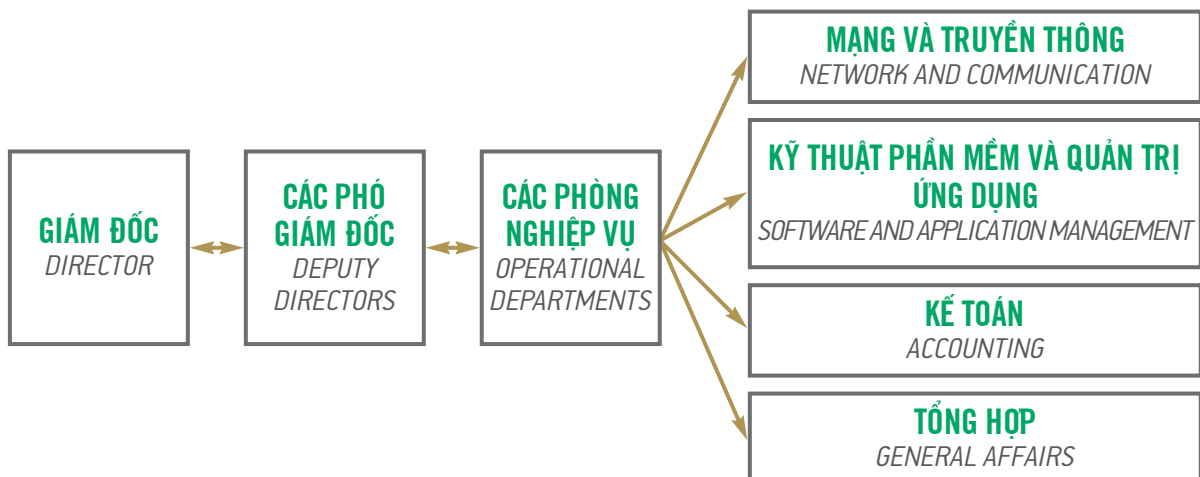 GIÁM ĐỐC
DIRECTOR
CÁC PHÓ
GIÁM ĐỐC
DEPUTY
DIRECTORS
CÁC PHÒNG
NGHIỆP VỤ
OPERATIONAL
DEPARTMENTS
MẠNG VÀ TRUYỀN THÔNG
NETWORK AND COMMUNICATION
KỸ THUẬT PHẦN MỀM VÀ QUẢN TRỊ
ỨNG DỤNG
SOFTWARE AND APPLICATION MANAGEMENT
KẾ TOÁN
ACCOUNTING
TỔNG HỢP
GENERAL AFFAIRS